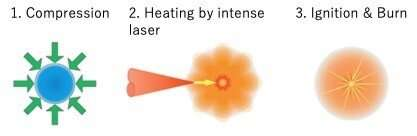 1. Compression
2. Heating by intense
laser
3. Ignition & Burn